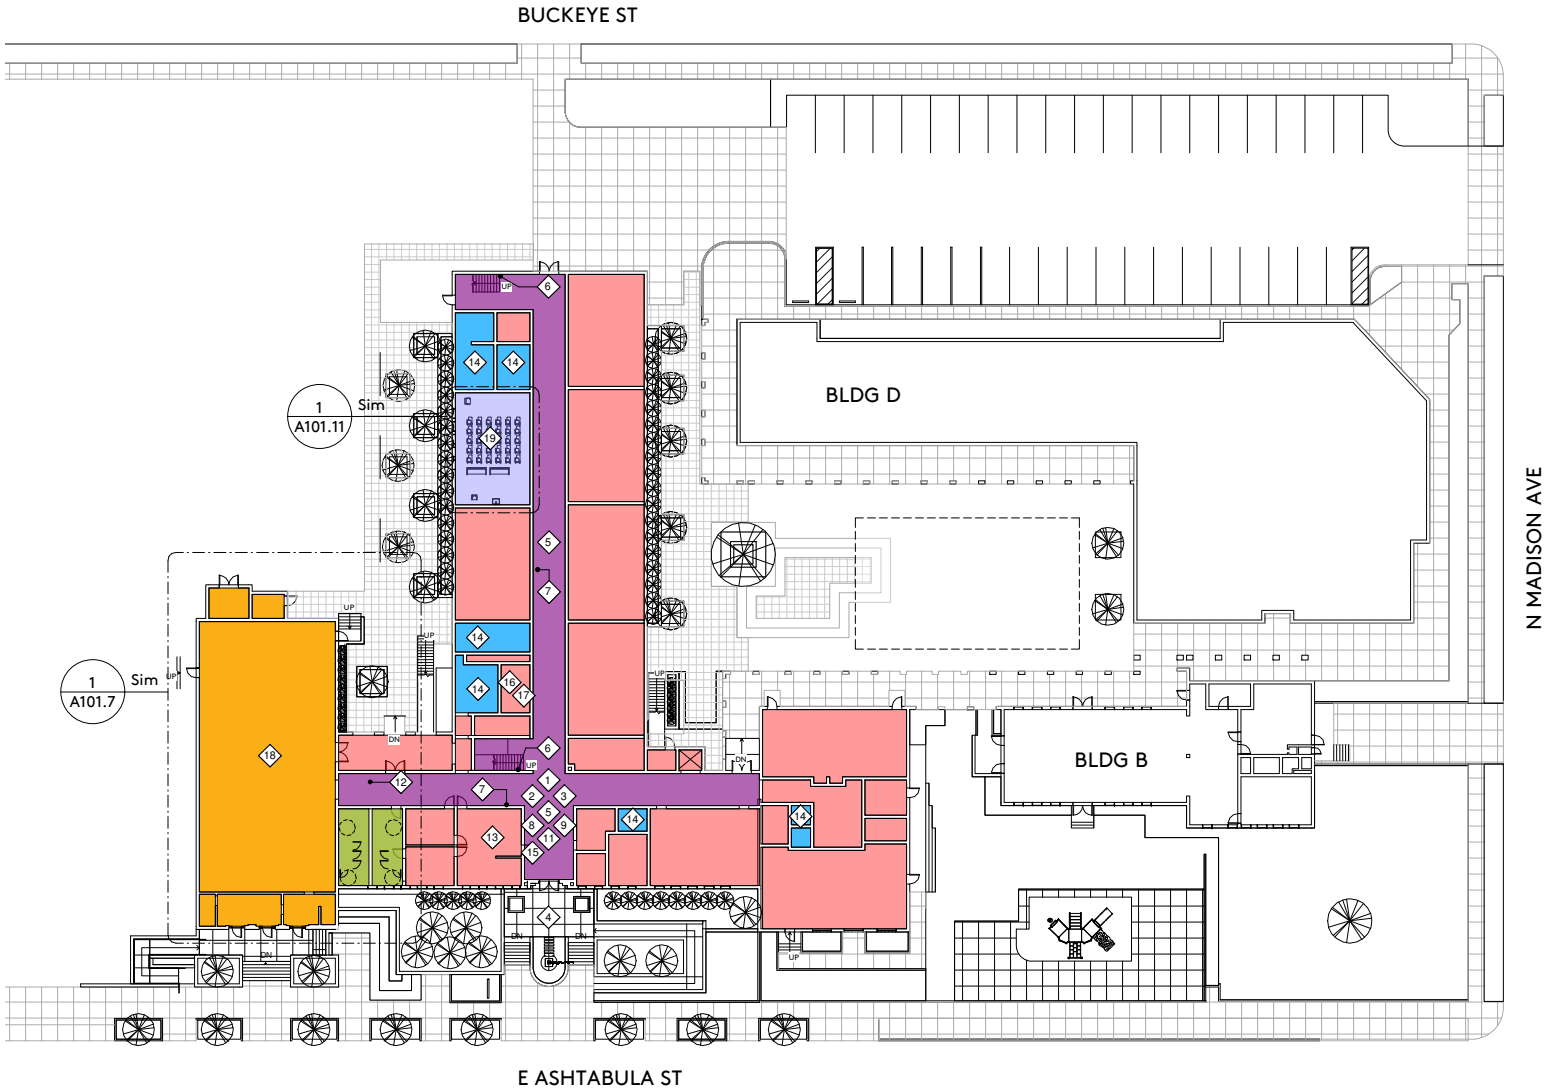 BUCKEYE ST
6
UP
14
14
1
Sim
A101.11
19
BLDG D
N MADISON AVE
5
7
UP
UP
14
1
Sim
UP
A101.7
14
16
17
UP
DN
6
DN
18
UP
BLDG B
12
7
1
2
3
5
8
9
14
14
13
11
15
4
DN
DN
DN
UP
E ASHTABULA ST